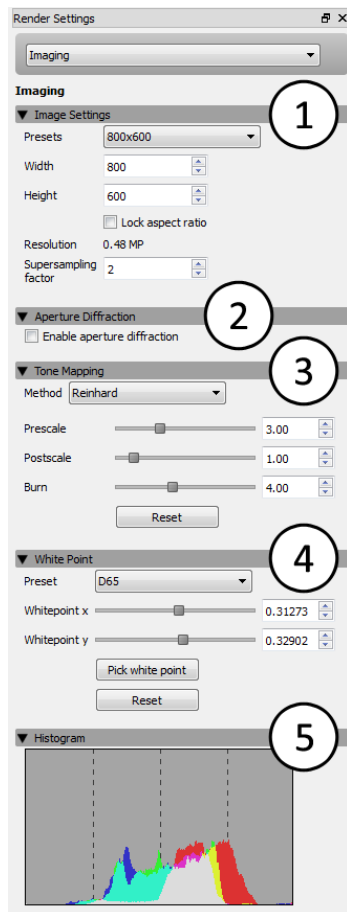 Render Settings
Imaging
Imaging
Image Settings
1
Presets 800x600
Width 800
Height 600
Lock aspect ratio
Resolution 0.48 MP
Supersampling
factor 2
Aperture Diffraction
2
Enable aperture diffraction
Tone Mapping
3
Method Reinhard
Prescale 3.00
Postscale 1.00
Burn 4.00
Reset
White Point
4
Preset D65
Whitepoint x 0.31273
Whitepoint y 0.32902
Pick white point
Reset
Histogram
5